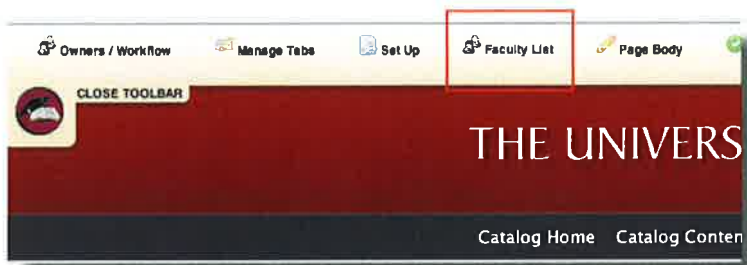 Owners / Workflow Manage Tabs Set Up Faculty List Page Body
CLOSE TOOLBAR
THE UNIVERS
Catalog Home Catalog Conten